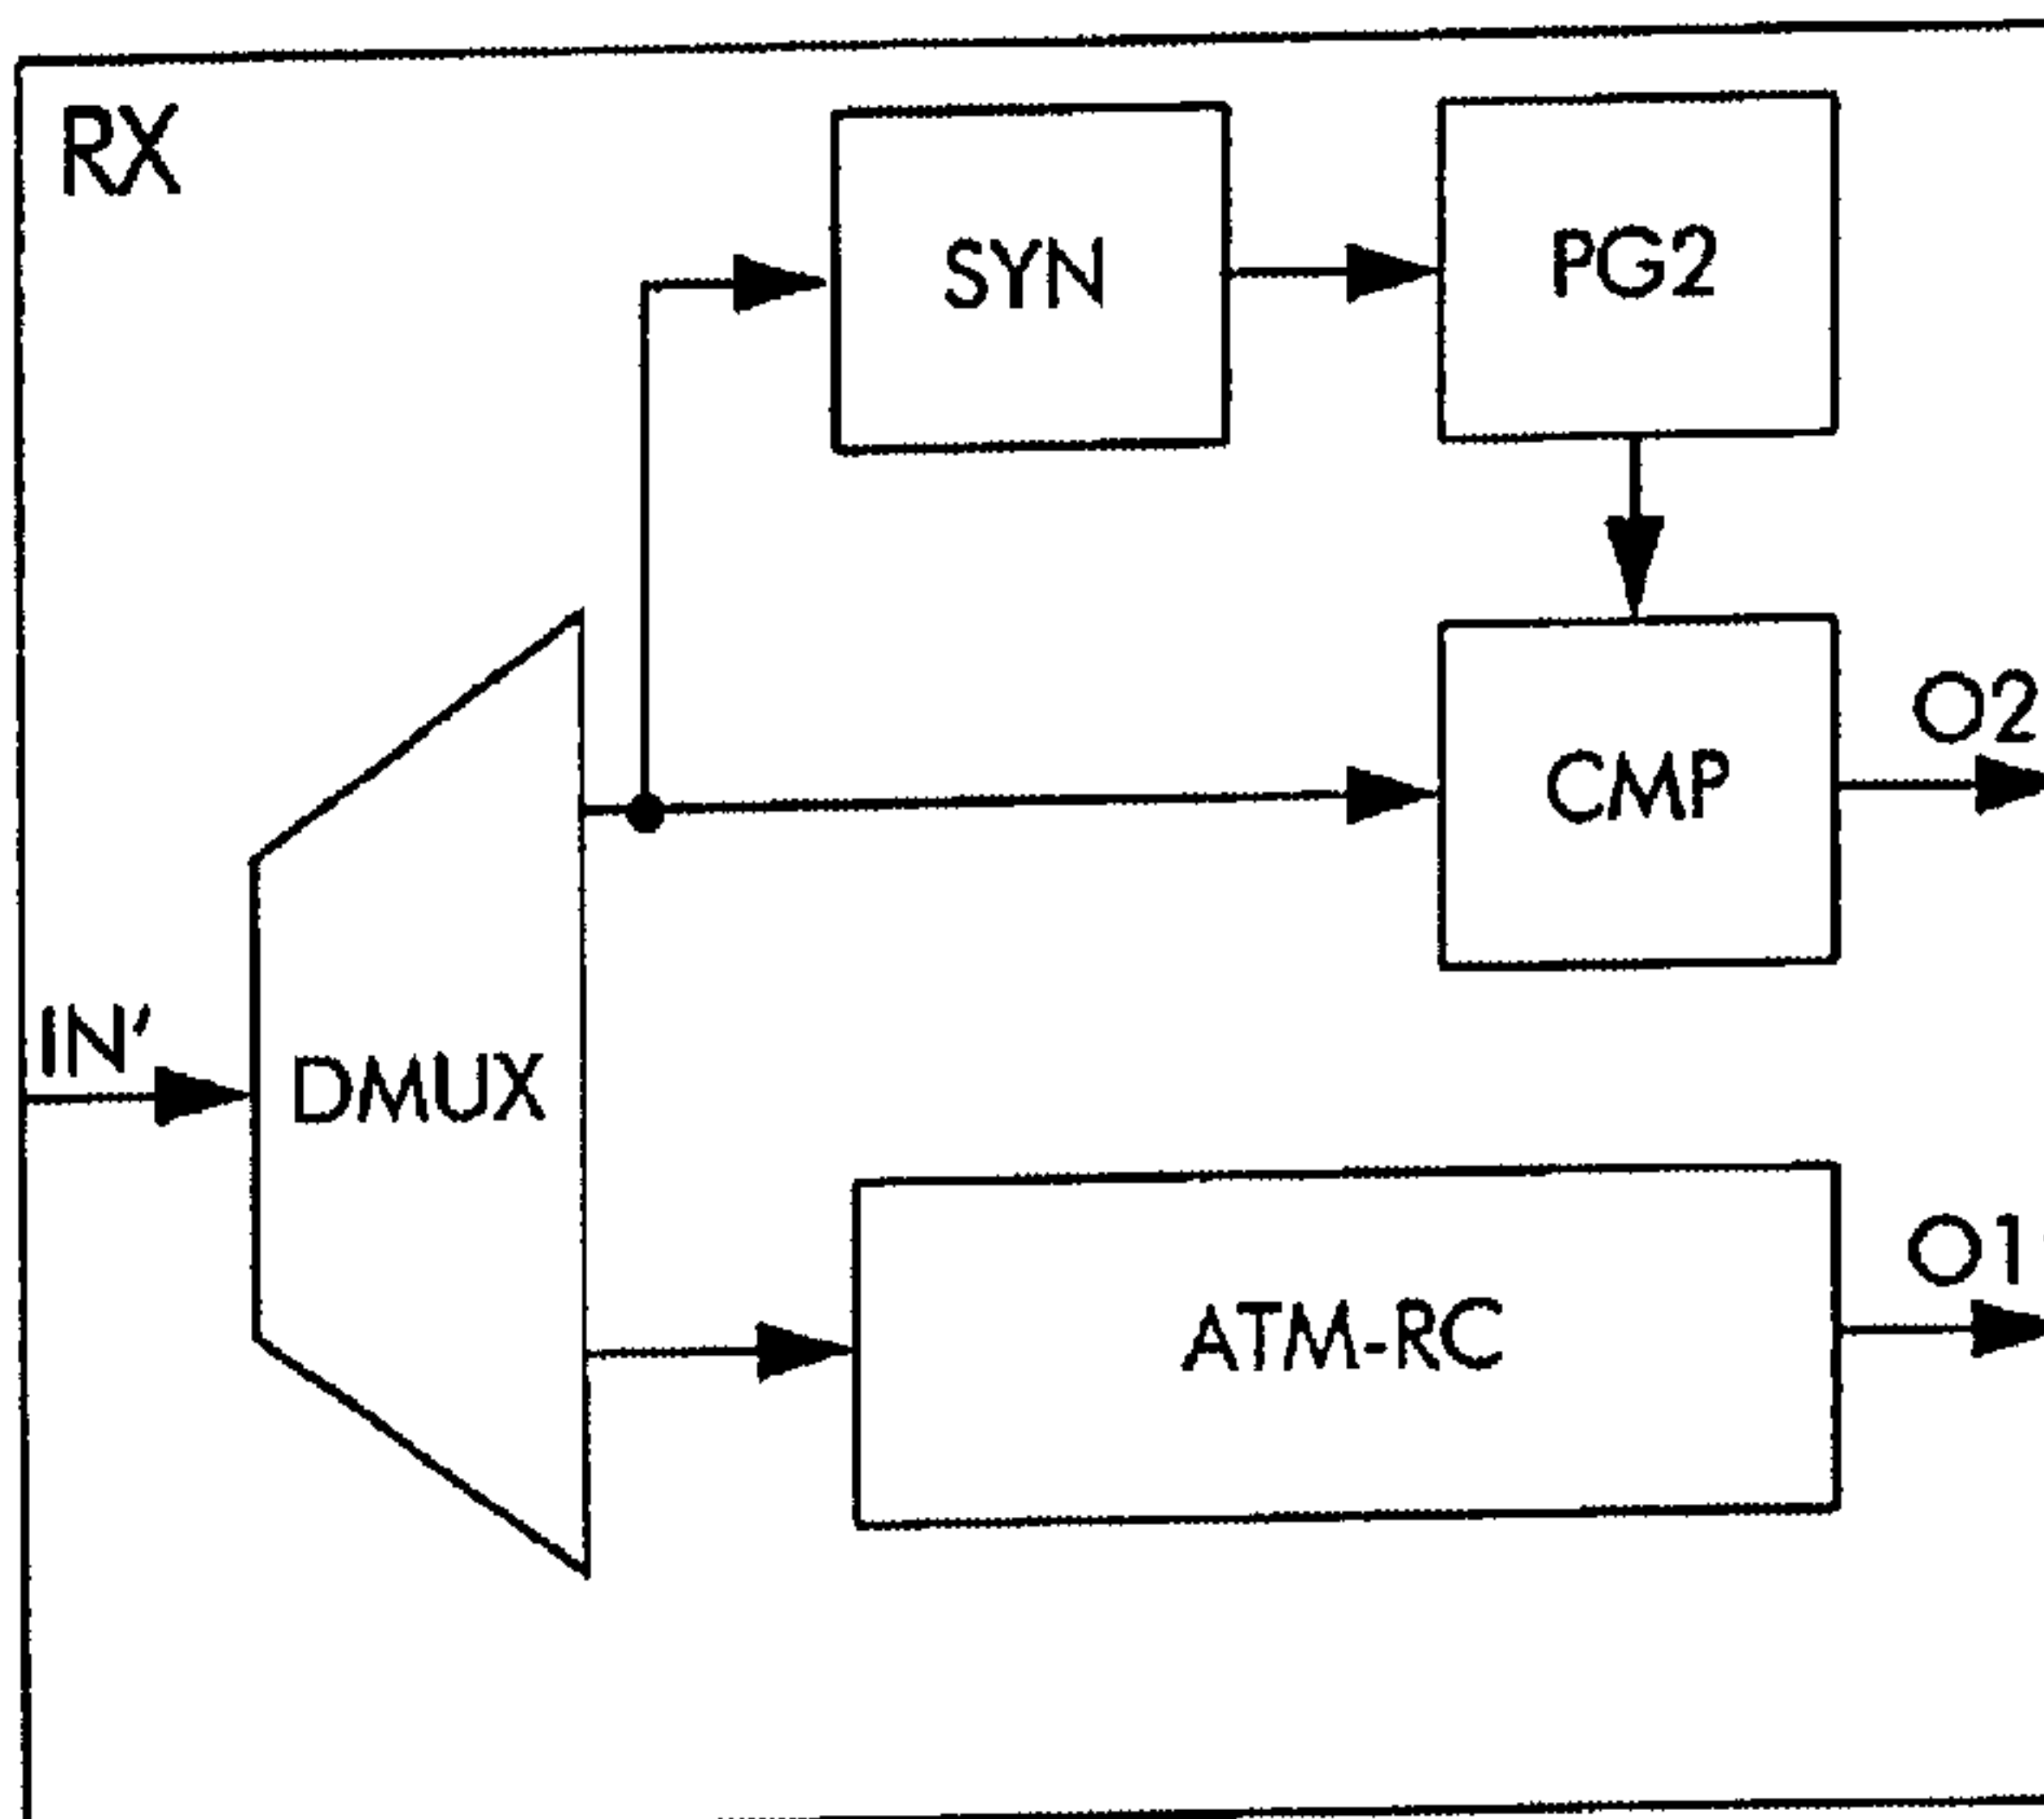 RX
SYN
PG2
O2
CMP
IN'
DMUX
O1
ATM-RC